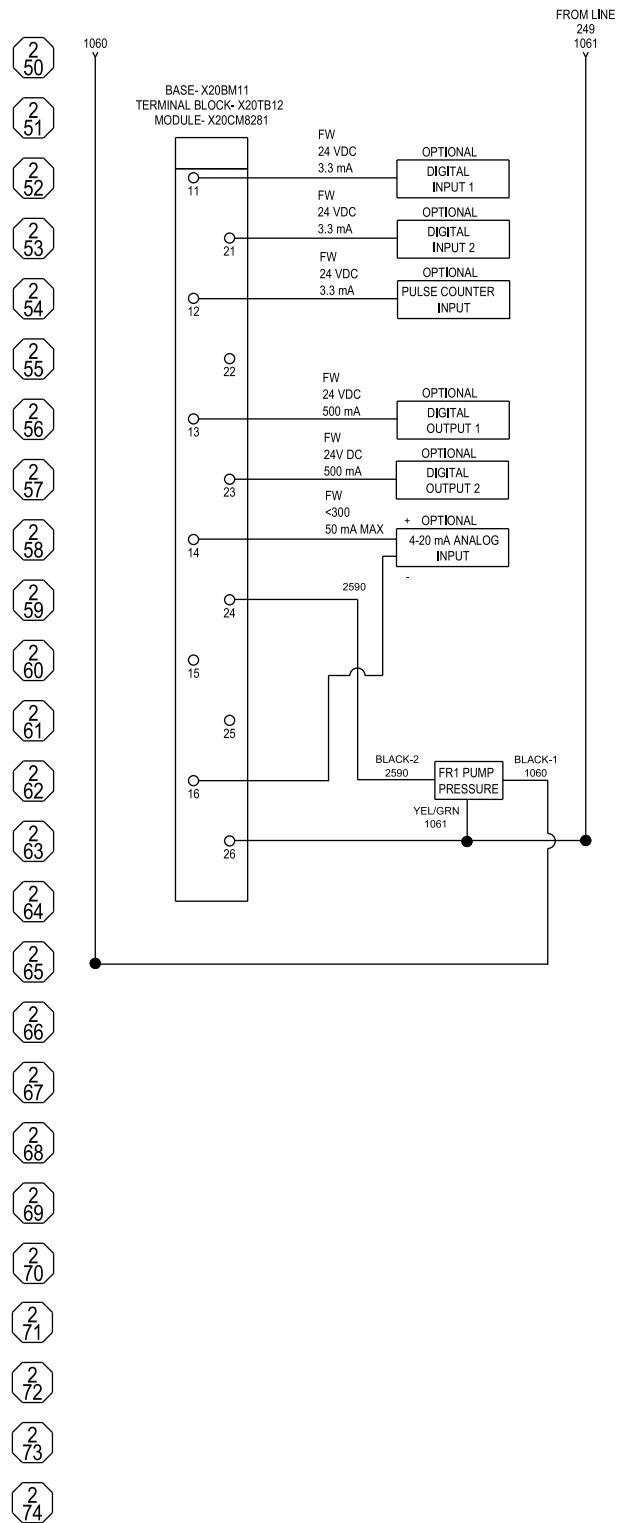 FROM LINE
249
1061
1060
2
50
BASE- X20BM11
TERMINAL BLOCK- X20TB12
MODULE- X20CM8281
2
51
FW
24 VDC
3.3 mA
OPTIONAL
DIGITAL
INPUT 1
11
2
52
FW
24 VDC
3.3 mA
OPTIONAL
DIGITAL
INPUT 2
21
2
53
FW
24 VDC
3.3 mA
OPTIONAL
PULSE COUNTER
INPUT
12
2
54
22
2
55
FW
24 VDC
500 mA
OPTIONAL
DIGITAL
OUTPUT 1
13
2
56
FW
24V DC
500 mA
OPTIONAL
DIGITAL
OUTPUT 2
23
2
57
FW
<300
50 mA MAX
+ OPTIONAL
4-20 mA ANALOG
INPUT
-
14
2
58
2590
24
2
59
15
2
60
25
2
61
BLACK-2
2590
FR1 PUMP
PRESSURE
BLACK-1
1060
16
2
62
YEL/GRN
1061
26
2
63
2
64
2
65
2
66
2
67
2
68
2
69
2
70
2
71
2
72
2
73
2
74